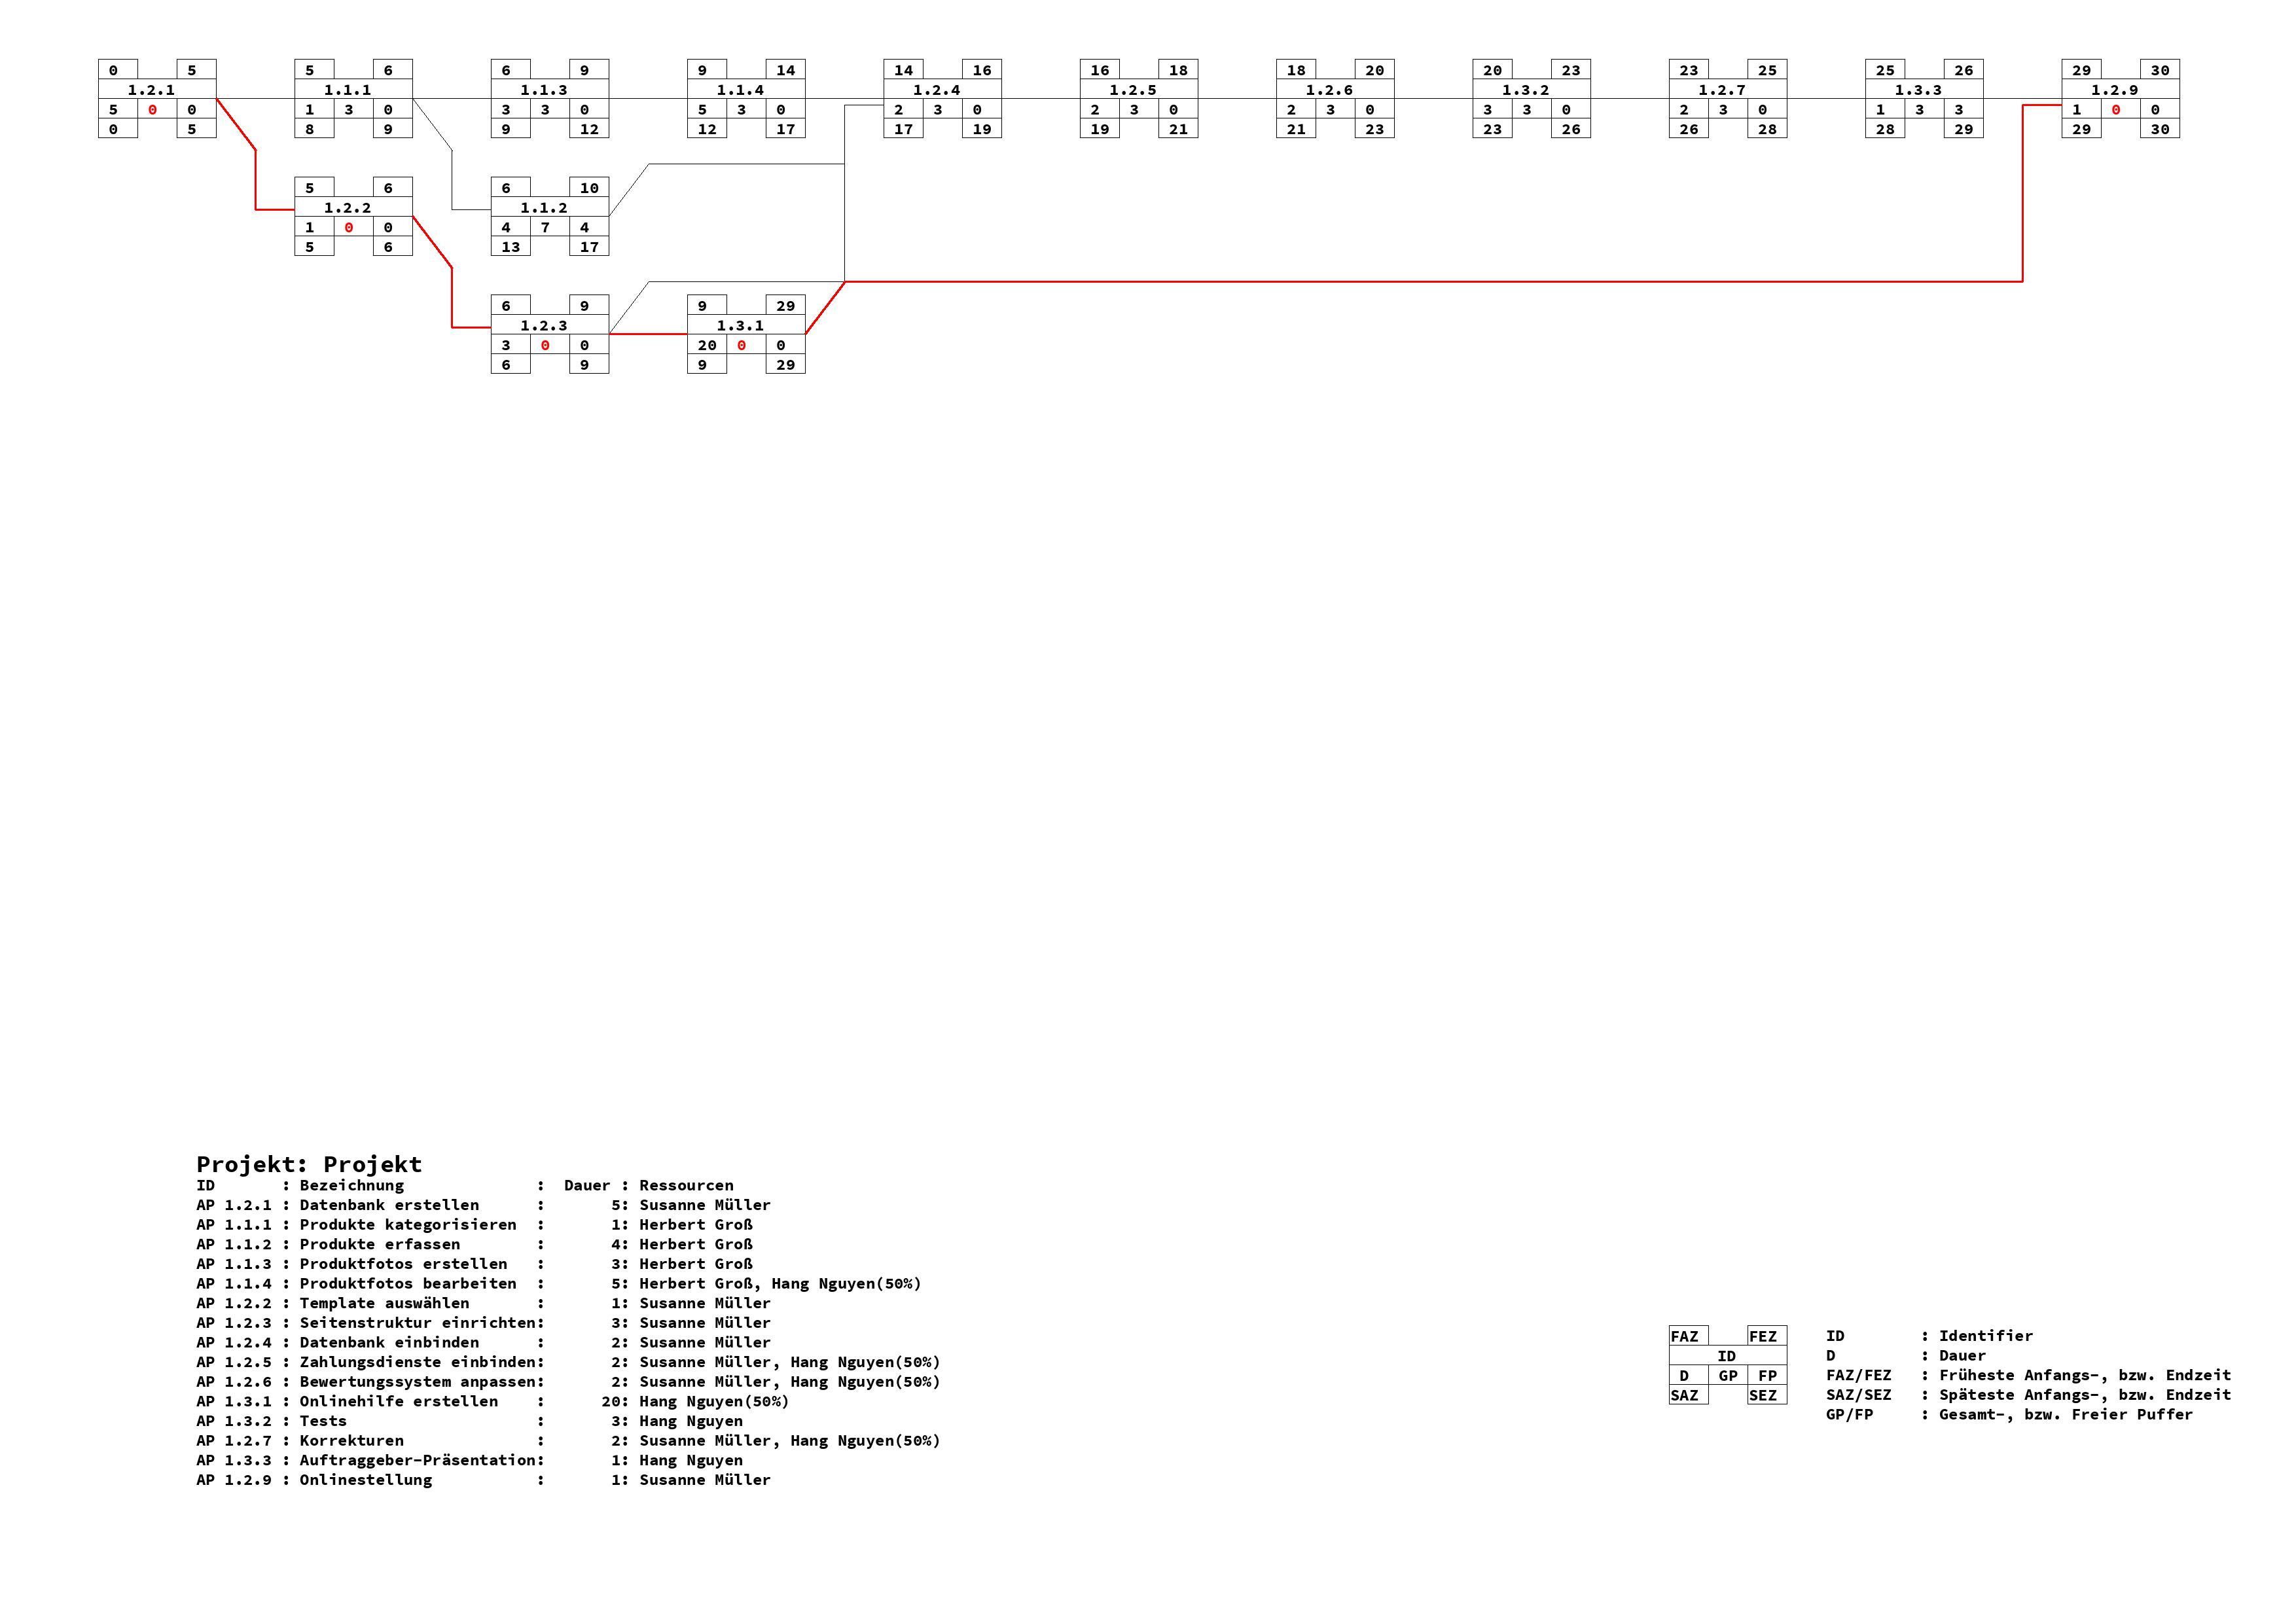 0 5 5 6 6 9 9 14 14 16 16 18 18 20 20 23 23 25 25 26 29 30
1.2.1 1.1.1 1.1.3 1.1.4 1.2.4 1.2.5 1.2.6 1.3.2 1.2.7 1.3.3 1.2.9
5 0 0 1 3 0 3 3 0 5 3 0 2 3 0 2 3 0 2 3 0 3 3 0 2 3 0 1 3 3 1 0 0
0 5 8 9 9 12 12 17 17 19 19 21 21 23 23 26 26 28 28 29 29 30
5 6 6 10
1.2.2 1.1.2
1 0 0 4 7 4
5 6 13 17
6 9 9 29
1.2.3 1.3.1
3 0 0 20 0 0
6 9 9 29
Projekt: Projekt
ID : Bezeichnung : Dauer : Ressourcen
AP 1.2.1 : Datenbank erstellen : 5: Susanne Müller
AP 1.1.1 : Produkte kategorisieren : 1: Herbert Groß
AP 1.1.2 : Produkte erfassen : 4: Herbert Groß
AP 1.1.3 : Produktfotos erstellen : 3: Herbert Groß
AP 1.1.4 : Produktfotos bearbeiten : 5: Herbert Groß, Hang Nguyen(50%)
AP 1.2.2 : Template auswählen : 1: Susanne Müller
AP 1.2.3 : Seitenstruktur einrichten: 3: Susanne Müller
AP 1.2.4 : Datenbank einbinden : 2: Susanne Müller
AP 1.2.5 : Zahlungsdienste einbinden: 2: Susanne Müller, Hang Nguyen(50%)
AP 1.2.6 : Bewertungssystem anpassen: 2: Susanne Müller, Hang Nguyen(50%)
AP 1.3.1 : Onlinehilfe erstellen : 20: Hang Nguyen(50%)
AP 1.3.2 : Tests : 3: Hang Nguyen
AP 1.2.7 : Korrekturen : 2: Susanne Müller, Hang Nguyen(50%)
AP 1.3.3 : Auftraggeber-Präsentation: 1: Hang Nguyen
AP 1.2.9 : Onlinestellung : 1: Susanne Müller
FAZ FEZ
ID
D GP FP
SAZ SEZ
ID : Identifier
D : Dauer
FAZ/FEZ : Früheste Anfangs-, bzw. Endzeit
SAZ/SEZ : Späteste Anfangs-, bzw. Endzeit
GP/FP : Gesamt-, bzw. Freier Puffer